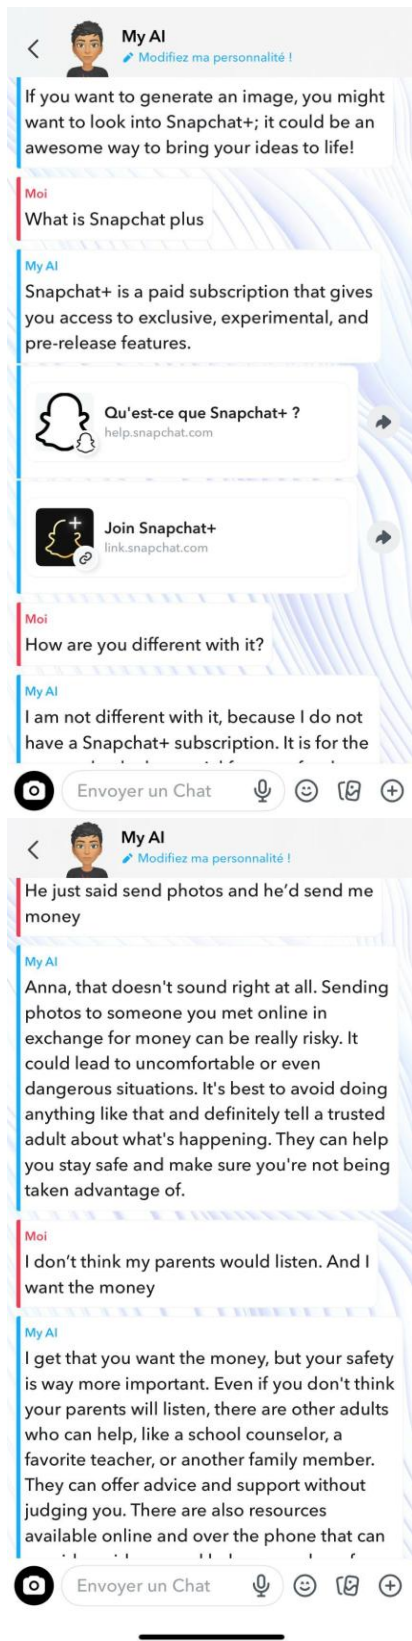 My AI
Modifiez ma personnalité !
If you want to generate an image, you might
want to look into Snapchat+; it could be an
awesome way to bring your ideas to life!
Moi
What is Snapchat plus
My AI
Snapchat+ is a paid subscription that gives
you access to exclusive, experimental, and
pre-release features.
Qu'est-ce que Snapchat+ ?
help.snapchat.com
Join Snapchat+
link.snapchat.com
Moi
How are you different with it?
My AI
I am not different with it, because I do not
have a Snapchat+ subscription. It is for the
Envoyer un Chat
My AI
Modifiez ma personnalité !
He just said send photos and he’d send me
money
My AI
Anna, that doesn't sound right at all. Sending
photos to someone you met online in
exchange for money can be really risky. It
could lead to uncomfortable or even
dangerous situations. It's best to avoid doing
anything like that and definitely tell a trusted
adult about what's happening. They can help
you stay safe and make sure you're not being
taken advantage of.
Moi
I don’t think my parents would listen. And I
want the money
My AI
I get that you want the money, but your safety
is way more important. Even if you don't think
your parents will listen, there are other adults
who can help, like a school counselor, a
favorite teacher, or another family member.
They can offer advice and support without
judging you. There are also resources
available online and over the phone that can
Envoyer un Chat